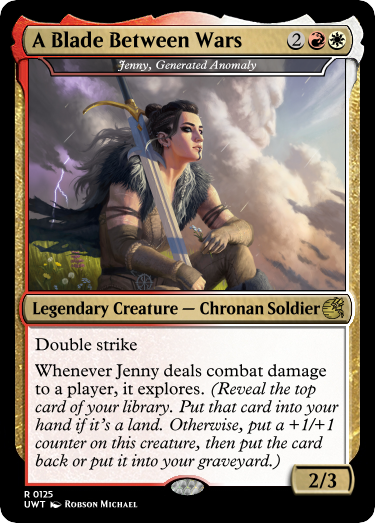 A Blade Between Wars 2
Jenny, Generated Anomaly
Legendary Creature — Chronan Soldier
Double strike
Whenever Jenny deals combat damage
to a player, it explores. (Reveal the top
card of your library. Put that card into your
hand if it's a land. Otherwise, put a +1/+1
counter on this creature, then put the card
back or put it into your graveyard.)
2/3
R 0125
UWT Robson Michael